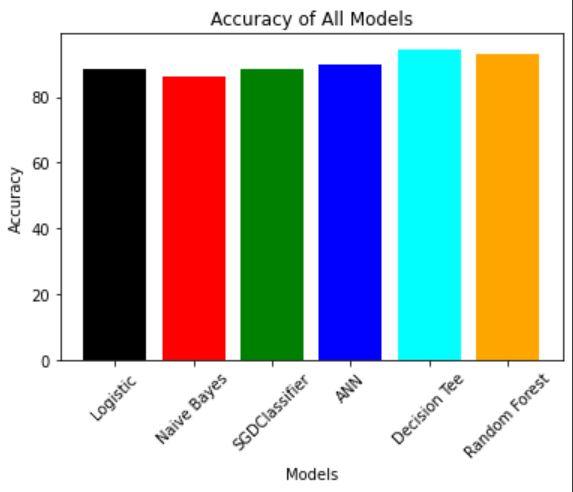 Accuracy of All Models
Accuracy
80
60
40
20
0
Logistic
Naive Bayes
SGDClassifier
ANN
Decision Tee
Random Forest
Models